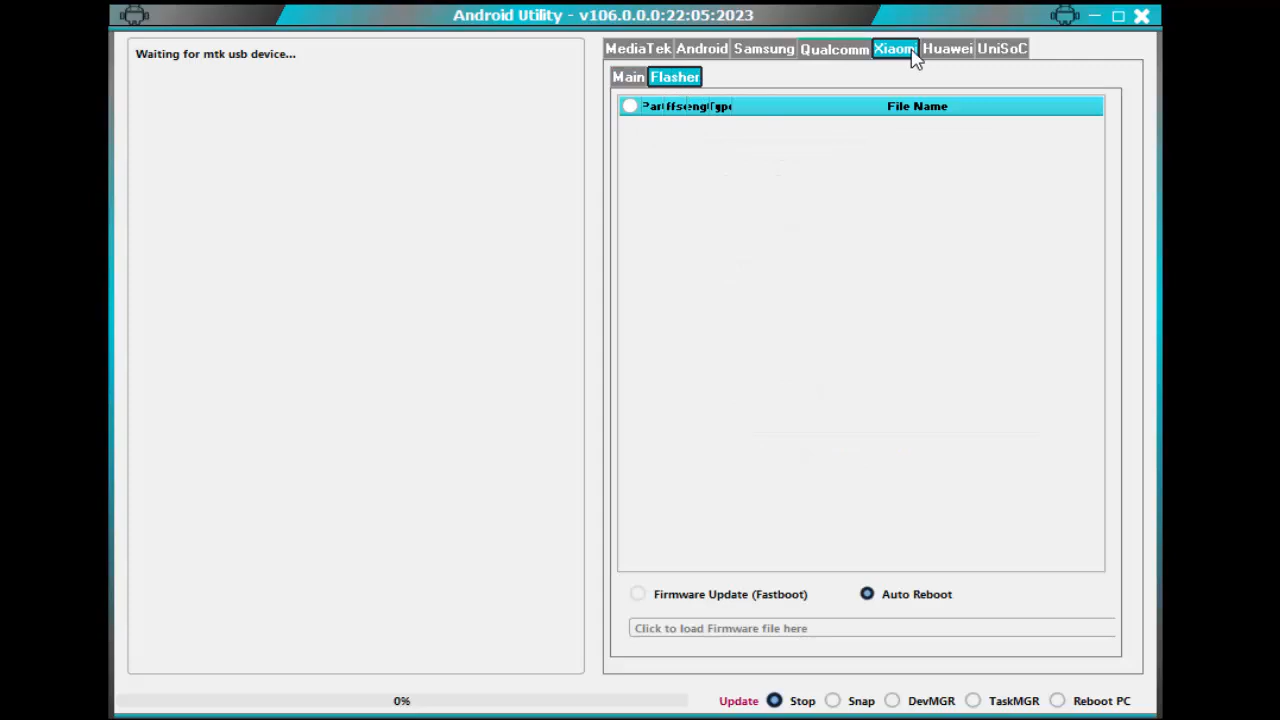 Android Utility - v106.0.0.0:22:05:2023
Waiting for mtk usb device...
MediaTek Android Samsung Qualcomm Xiaomi Huawei UniSoC
Main Flasher
File Name
Firmware Update (Fastboot) Auto Reboot
Click to load Firmware file here
0% Update Stop Snap DevMGR TaskMGR Reboot PC